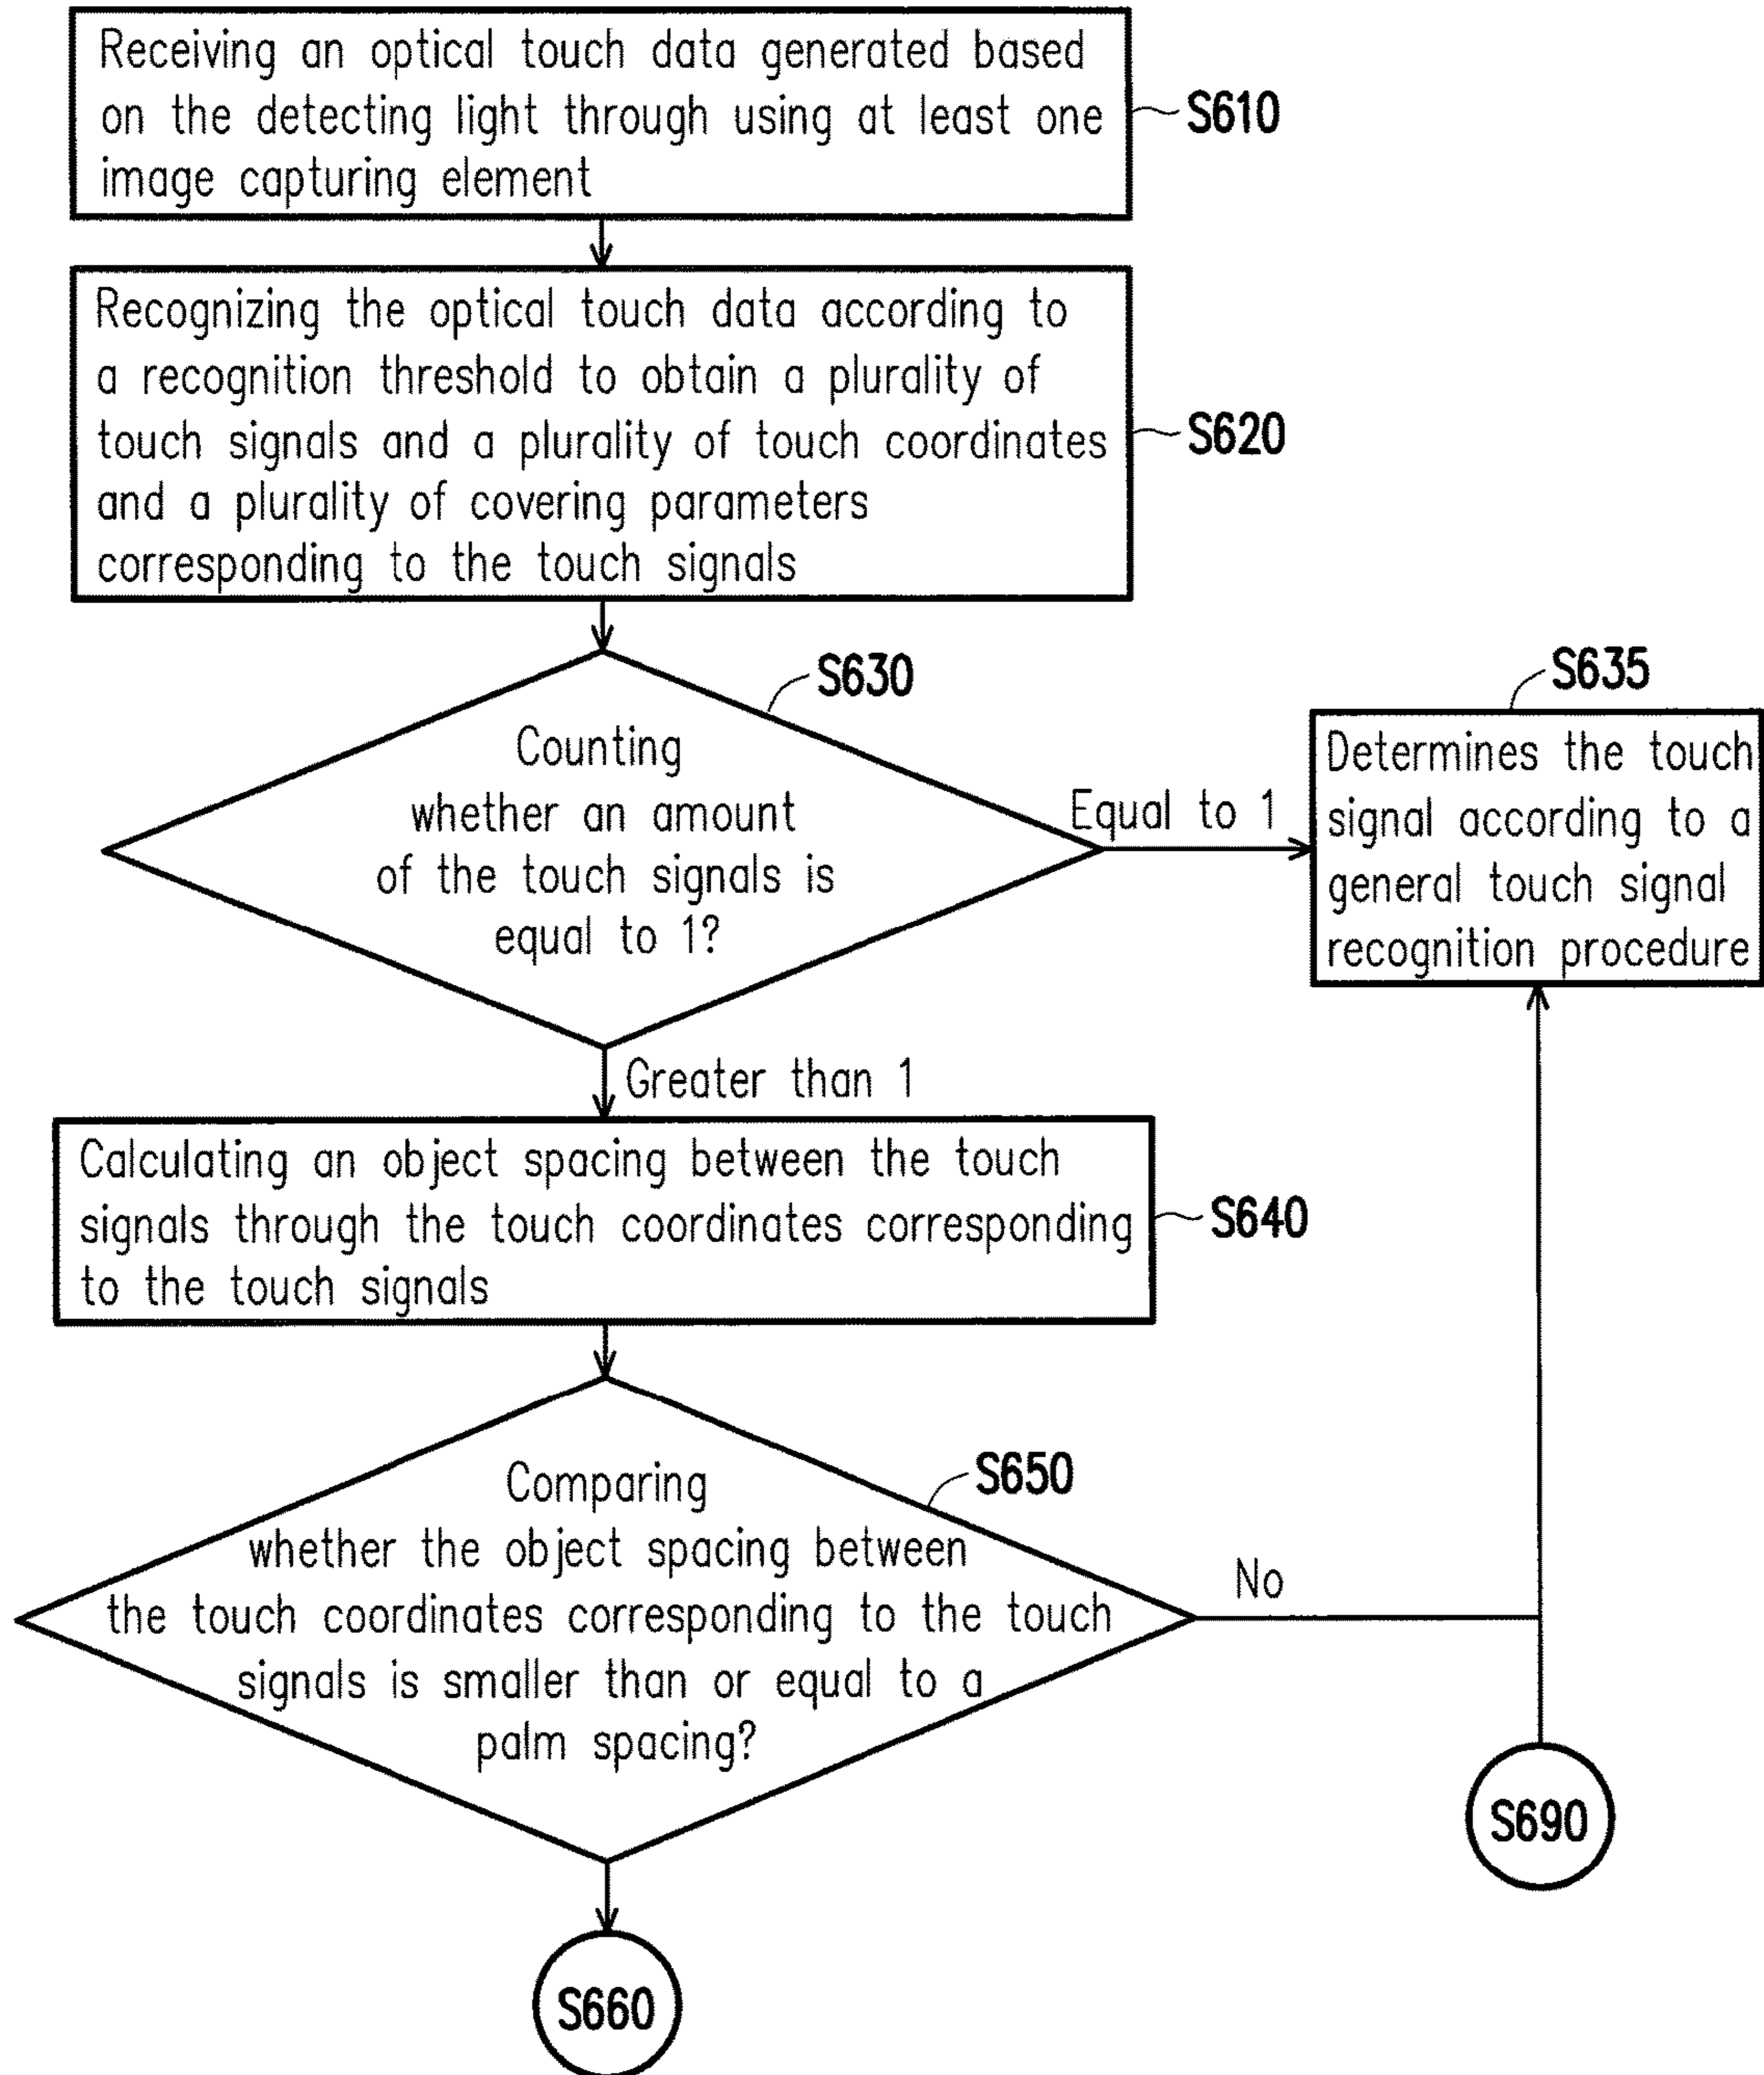 Receiving an optical touch data generated based
on the detecting light through using at least one
image capturing element
S610
Recognizing the optical touch data according to
a recognition threshold to obtain a plurality of
touch signals and a plurality of touch coordinates
and a plurality of covering parameters
corresponding to the touch signals
S620
S630
Counting
whether an amount
of the touch signals is
equal to 1?
Equal to 1
S635
Determines the touch
signal according to a
general touch signal
recognition procedure
Greater than 1
Calculating an object spacing between the touch
signals through the touch coordinates corresponding
to the touch signals
S640
S650
Comparing
whether the object spacing between
the touch coordinates corresponding to the touch
signals is smaller than or equal to a
palm spacing?
No
S690
S660